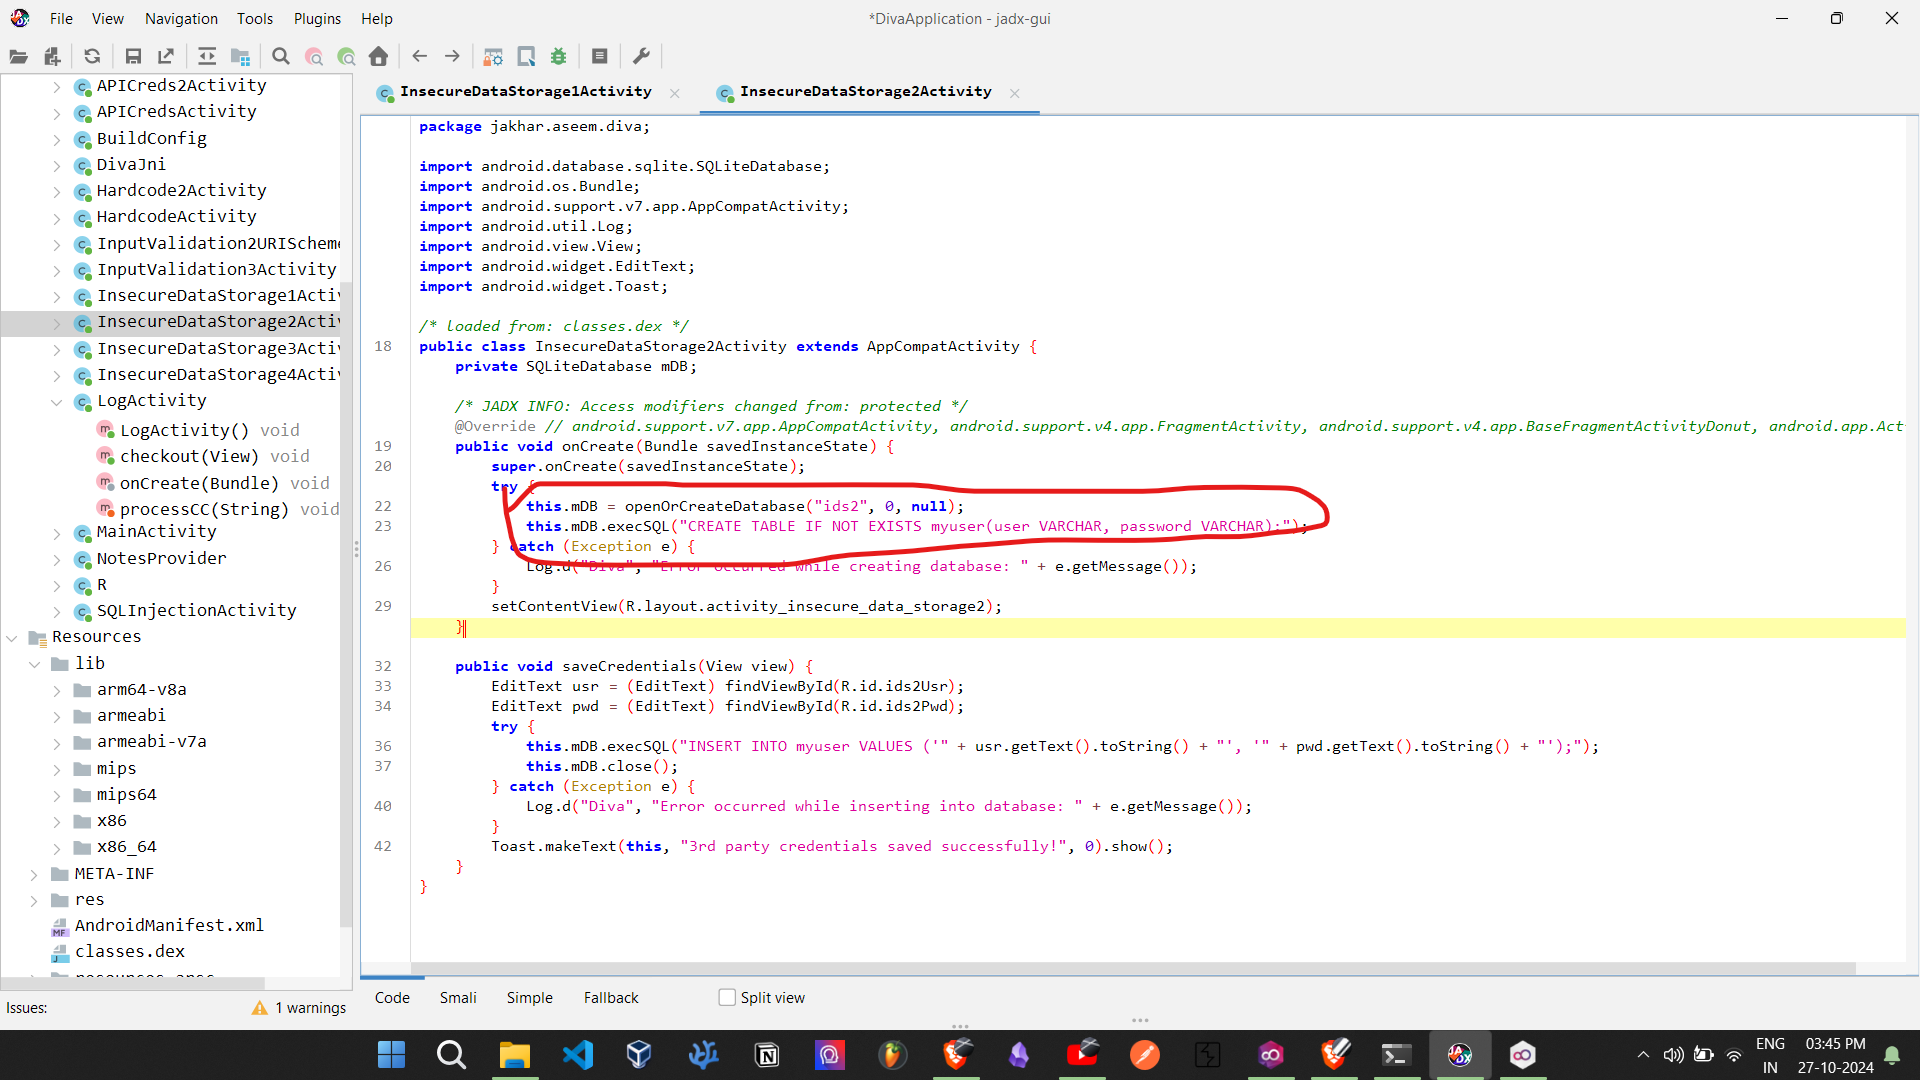 File View Navigation Tools Plugins Help
*DivaApplication - jadx-gui
APICreds2Activity
APICredsActivity
BuildConfig
DivaJni
Hardcode2Activity
HardcodeActivity
InputValidation2URIScheme
InputValidation3Activity
InsecureDataStorage1Activ
InsecureDataStorage2Activ
InsecureDataStorage3Activ
InsecureDataStorage4Activ
LogActivity
LogActivity() void
checkout(View) void
onCreate(Bundle) void
processCC(String) void
MainActivity
NotesProvider
R
SQLInjectionActivity
Resources
lib
arm64-v8a
armeabi
armeabi-v7a
mips
mips64
x86
x86_64
META-INF
res
AndroidManifest.xml
classes.dex
Issues: 1 warnings
InsecureDataStorage1Activity InsecureDataStorage2Activity
package jakhar.aseem.diva;
import android.database.sqlite.SQLiteDatabase;
import android.os.Bundle;
import android.support.v7.app.AppCompatActivity;
import android.util.Log;
import android.view.View;
import android.widget.EditText;
import android.widget.Toast;
/* loaded from: classes.dex */
18 public class InsecureDataStorage2Activity extends AppCompatActivity {
private SQLiteDatabase mDB;
/* JADX INFO: Access modifiers changed from: protected */
@Override // android.support.v7.app.AppCompatActivity, android.support.v4.app.FragmentActivity, android.support.v4.app.BaseFragmentActivityDonut, android.app.Act
19 public void onCreate(Bundle savedInstanceState) {
20 super.onCreate(savedInstanceState);
try {
22 this.mDB = openOrCreateDatabase("ids2", 0, null);
23 this.mDB.execSQL("CREATE TABLE IF NOT EXISTS myuser(user VARCHAR, password VARCHAR);");
} catch (Exception e) {
26 Log.d("Diva", "Error occurred while creating database: " + e.getMessage());
}
29 setContentView(R.layout.activity_insecure_data_storage2);
}
32 public void saveCredentials(View view) {
33 EditText usr = (EditText) findViewById(R.id.ids2Usr);
34 EditText pwd = (EditText) findViewById(R.id.ids2Pwd);
try {
36 this.mDB.execSQL("INSERT INTO myuser VALUES ('" + usr.getText().toString() + "', '" + pwd.getText().toString() + "');");
37 this.mDB.close();
} catch (Exception e) {
40 Log.d("Diva", "Error occurred while inserting into database: " + e.getMessage());
}
42 Toast.makeText(this, "3rd party credentials saved successfully!", 0).show();
}
}
Code Smali Simple Fallback Split view
ENG
IN
03:45 PM
27-10-2024